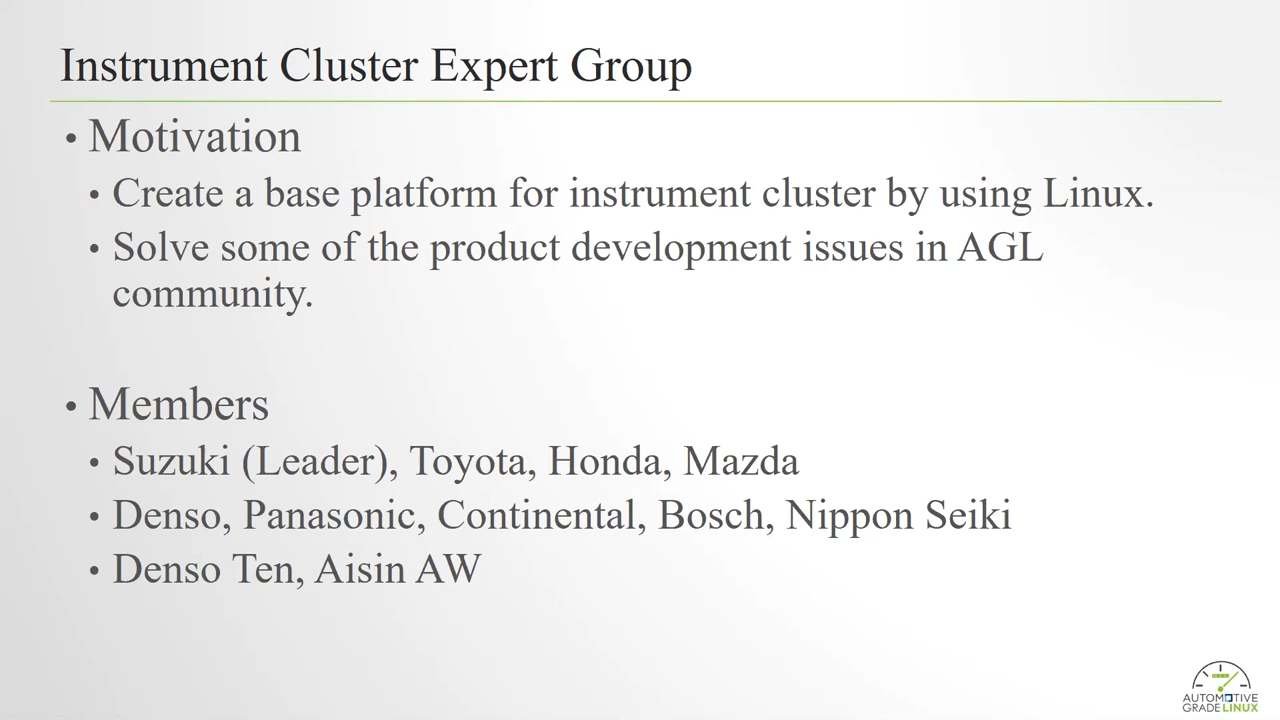 Instrument Cluster Expert Group
• Motivation
• Create a base platform for instrument cluster by using Linux.
• Solve some of the product development issues in AGL
community.
• Members
• Suzuki (Leader), Toyota, Honda, Mazda
• Denso, Panasonic, Continental, Bosch, Nippon Seiki
• Denso Ten, Aisin AW
AUTOMOTIVE
GRADE LINUX